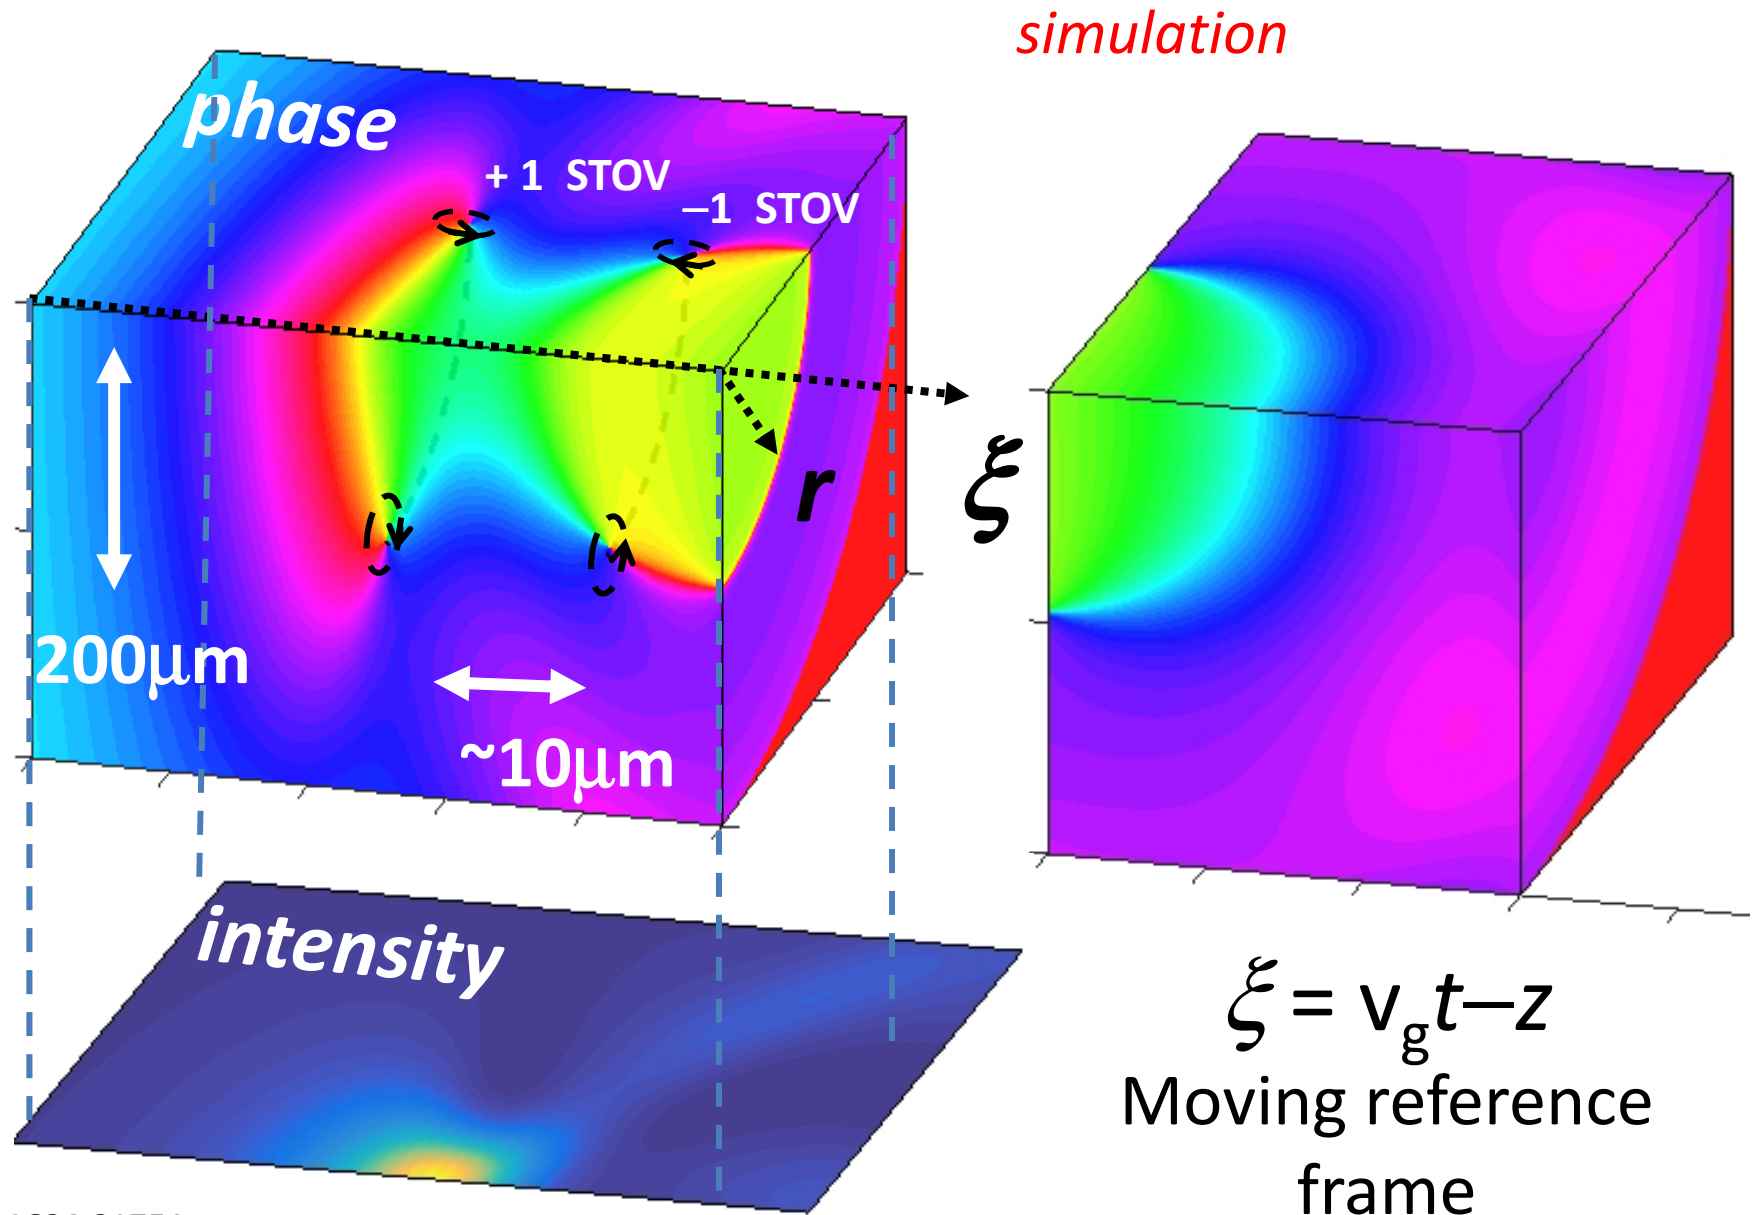 simulation
phase
+ 1 STOV
–1 STOV
r
ξ
200μm
~10μm
intensity
ξ = vgt–z
Moving reference
frame